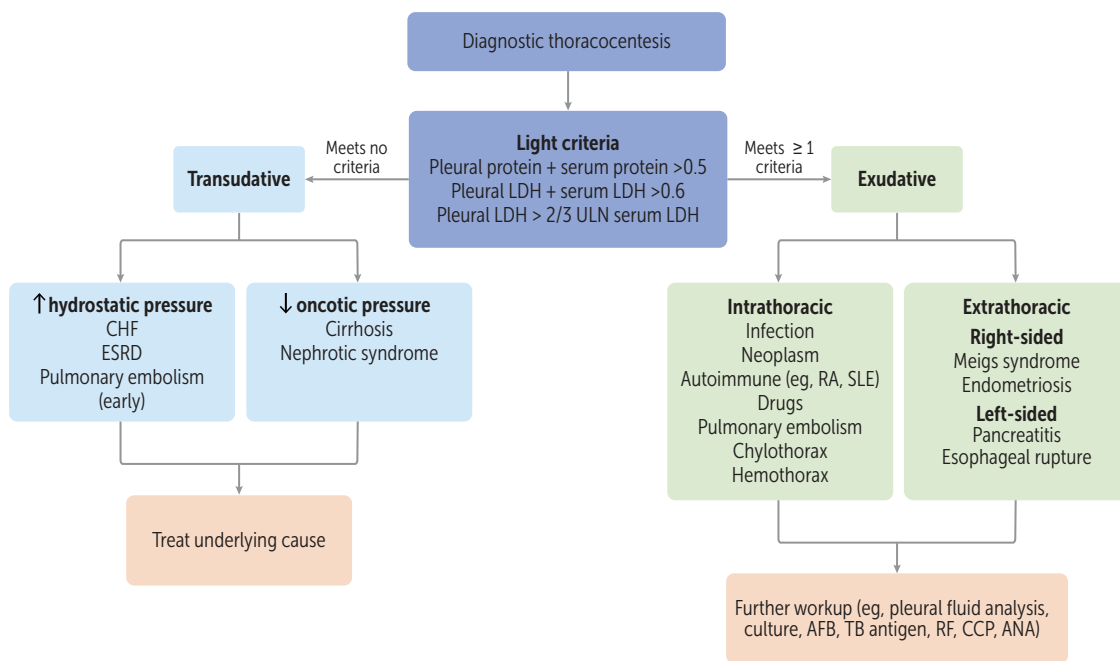 Diagnostic thoracocentesis
Light criteria
Pleural protein + serum protein >0.5
Pleural LDH + serum LDH >0.6
Pleural LDH > 2/3 ULN serum LDH
Meets no
criteria
Transudative
Meets ≥ 1
criteria
Exudative
↑ hydrostatic pressure
CHF
ESRD
Pulmonary embolism
(early)
↓ oncotic pressure
Cirrhosis
Nephrotic syndrome
Treat underlying cause
Intrathoracic
Infection
Neoplasm
Autoimmune (eg, RA, SLE)
Drugs
Pulmonary embolism
Chylothorax
Hemothorax
Extrathoracic
Right-sided
Meigs syndrome
Endometriosis
Left-sided
Pancreatitis
Esophageal rupture
Further workup (eg, pleural fluid analysis,
culture, AFB, TB antigen, RF, CCP, ANA)